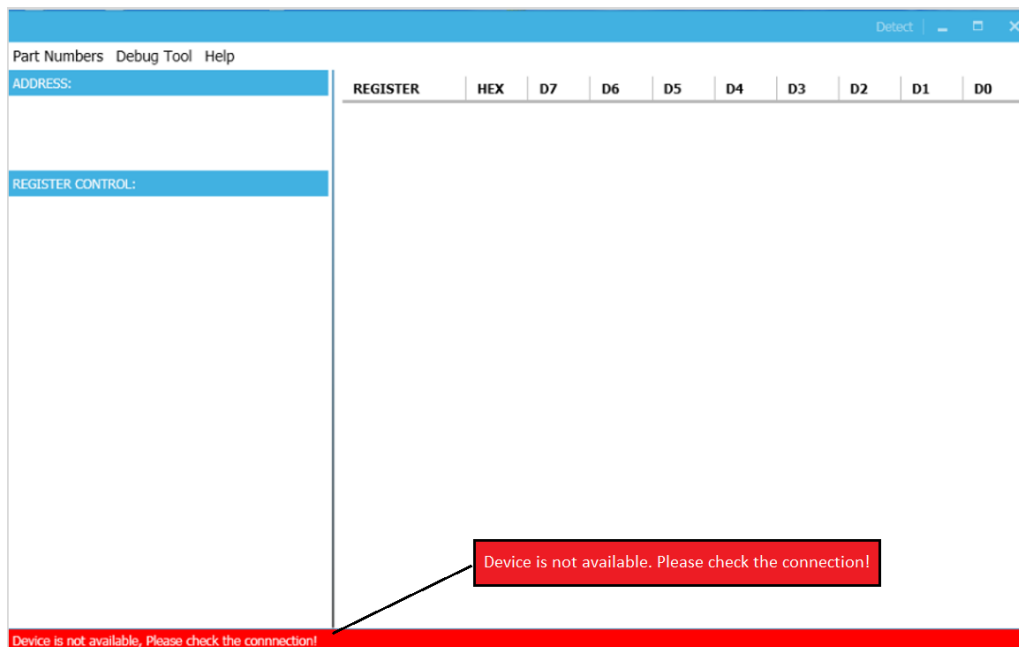 Detect
Part Numbers Debug Tool Help
ADDRESS:
REGISTER HEX D7 D6 D5 D4 D3 D2 D1 D0
REGISTER CONTROL:
Device is not available. Please check the connection!
Device is not available, Please check the connnection!